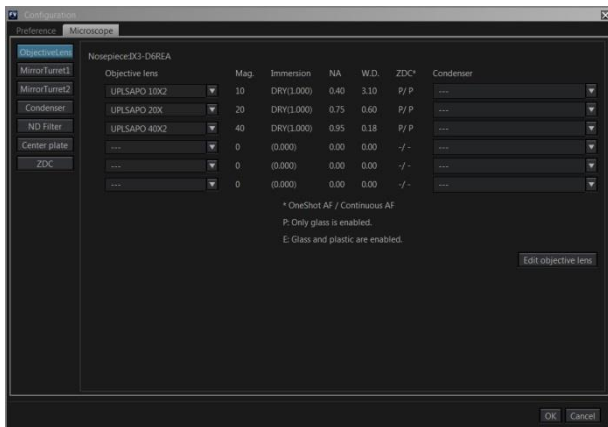 Configuration
Preference Microscope
ObjectiveLens
MirrorTurret1
MirrorTurret2
Condenser
ND Filter
Center plate
ZDC
Nosepiece:IX3-D6REA
Objective lens Mag. Immersion NA W.D. ZDC* Condenser
UPLSAPO 10X2 10 DRY(1.000) 0.40 3.10 P/ P ---
UPLSAPO 20X 20 DRY(1.000) 0.75 0.60 P/ P ---
UPLSAPO 40X2 40 DRY(1.000) 0.95 0.18 P/ P ---
--- 0 (0.000) 0.00 0.00 -/ - ---
--- 0 (0.000) 0.00 0.00 -/ - ---
--- 0 (0.000) 0.00 0.00 -/ - ---
* OneShot AF / Continuous AF
P: Only glass is enabled.
E: Glass and plastic are enabled.
Edit objective lens
OK Cancel